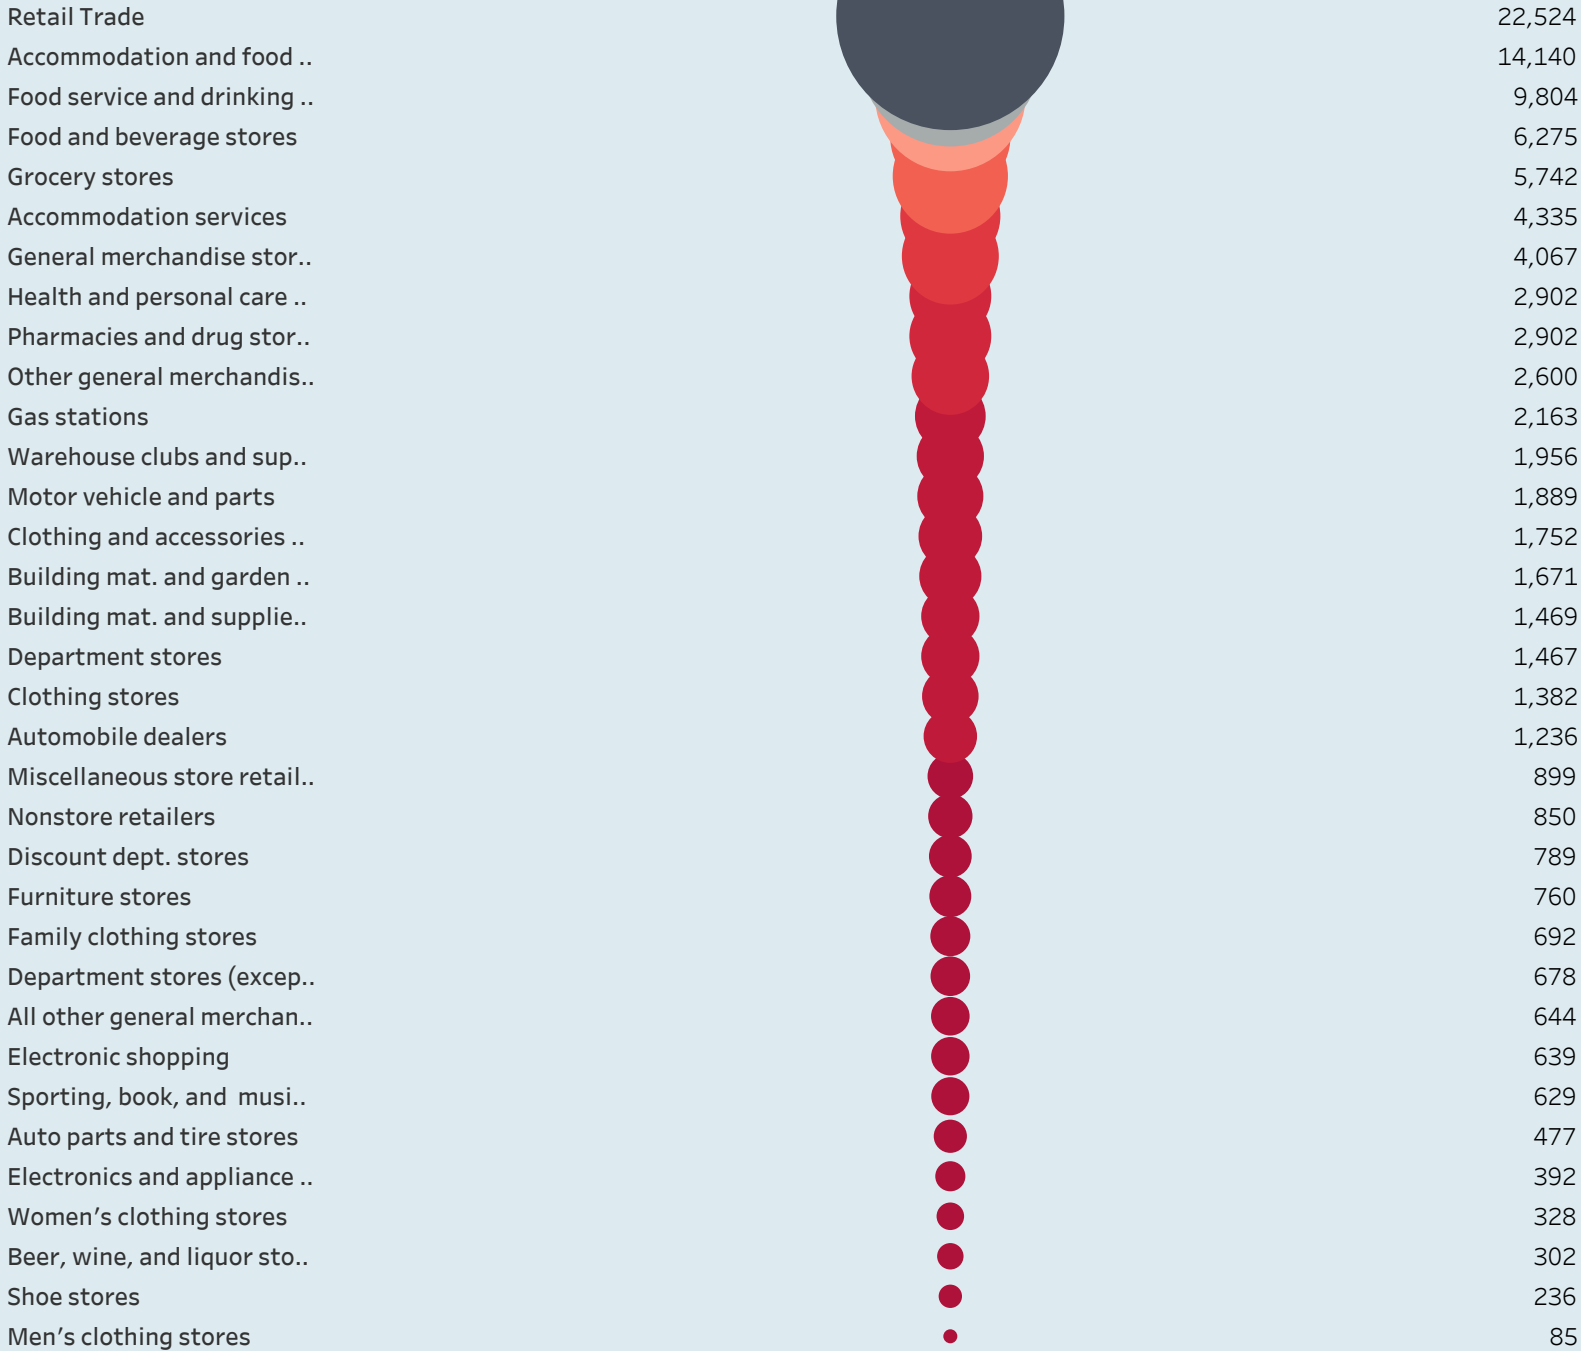 Retail Trade 22,524
Accommodation and food .. 14,140
Food service and drinking .. 9,804
Food and beverage stores 6,275
Grocery stores 5,742
Accommodation services 4,335
General merchandise stor.. 4,067
Health and personal care .. 2,902
Pharmacies and drug stor.. 2,902
Other general merchandis.. 2,600
Gas stations 2,163
Warehouse clubs and sup.. 1,956
Motor vehicle and parts 1,889
Clothing and accessories .. 1,752
Building mat. and garden .. 1,671
Building mat. and supplie.. 1,469
Department stores 1,467
Clothing stores 1,382
Automobile dealers 1,236
Miscellaneous store retail.. 899
Nonstore retailers 850
Discount dept. stores 789
Furniture stores 760
Family clothing stores 692
Department stores (excep.. 678
All other general merchan.. 644
Electronic shopping 639
Sporting, book, and  musi.. 629
Auto parts and tire stores 477
Electronics and appliance .. 392
Women’s clothing stores 328
Beer, wine, and liquor sto.. 302
Shoe stores 236
Men’s clothing stores 85